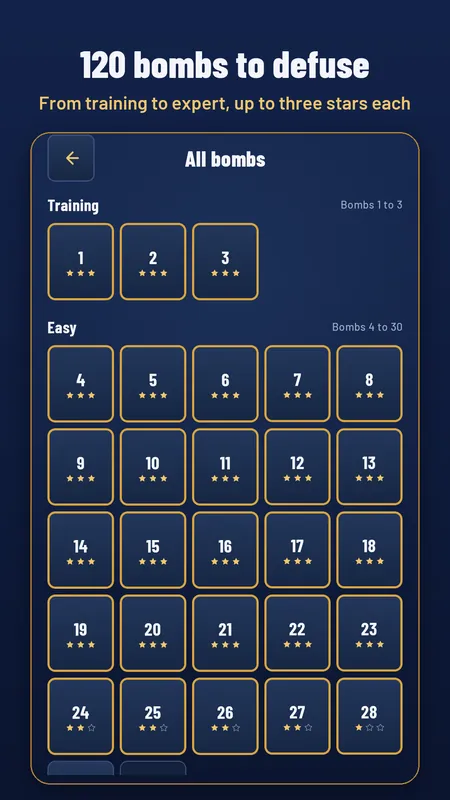 120 bombs to defuse
From training to expert, up to three stars each
All bombs
Training Bombs 1 to 3
1 2 3
Easy Bombs 4 to 30
4 5 6 7 8
9 10 11 12 13
14 15 16 17 18
19 20 21 22 23
24 25 26 27 28